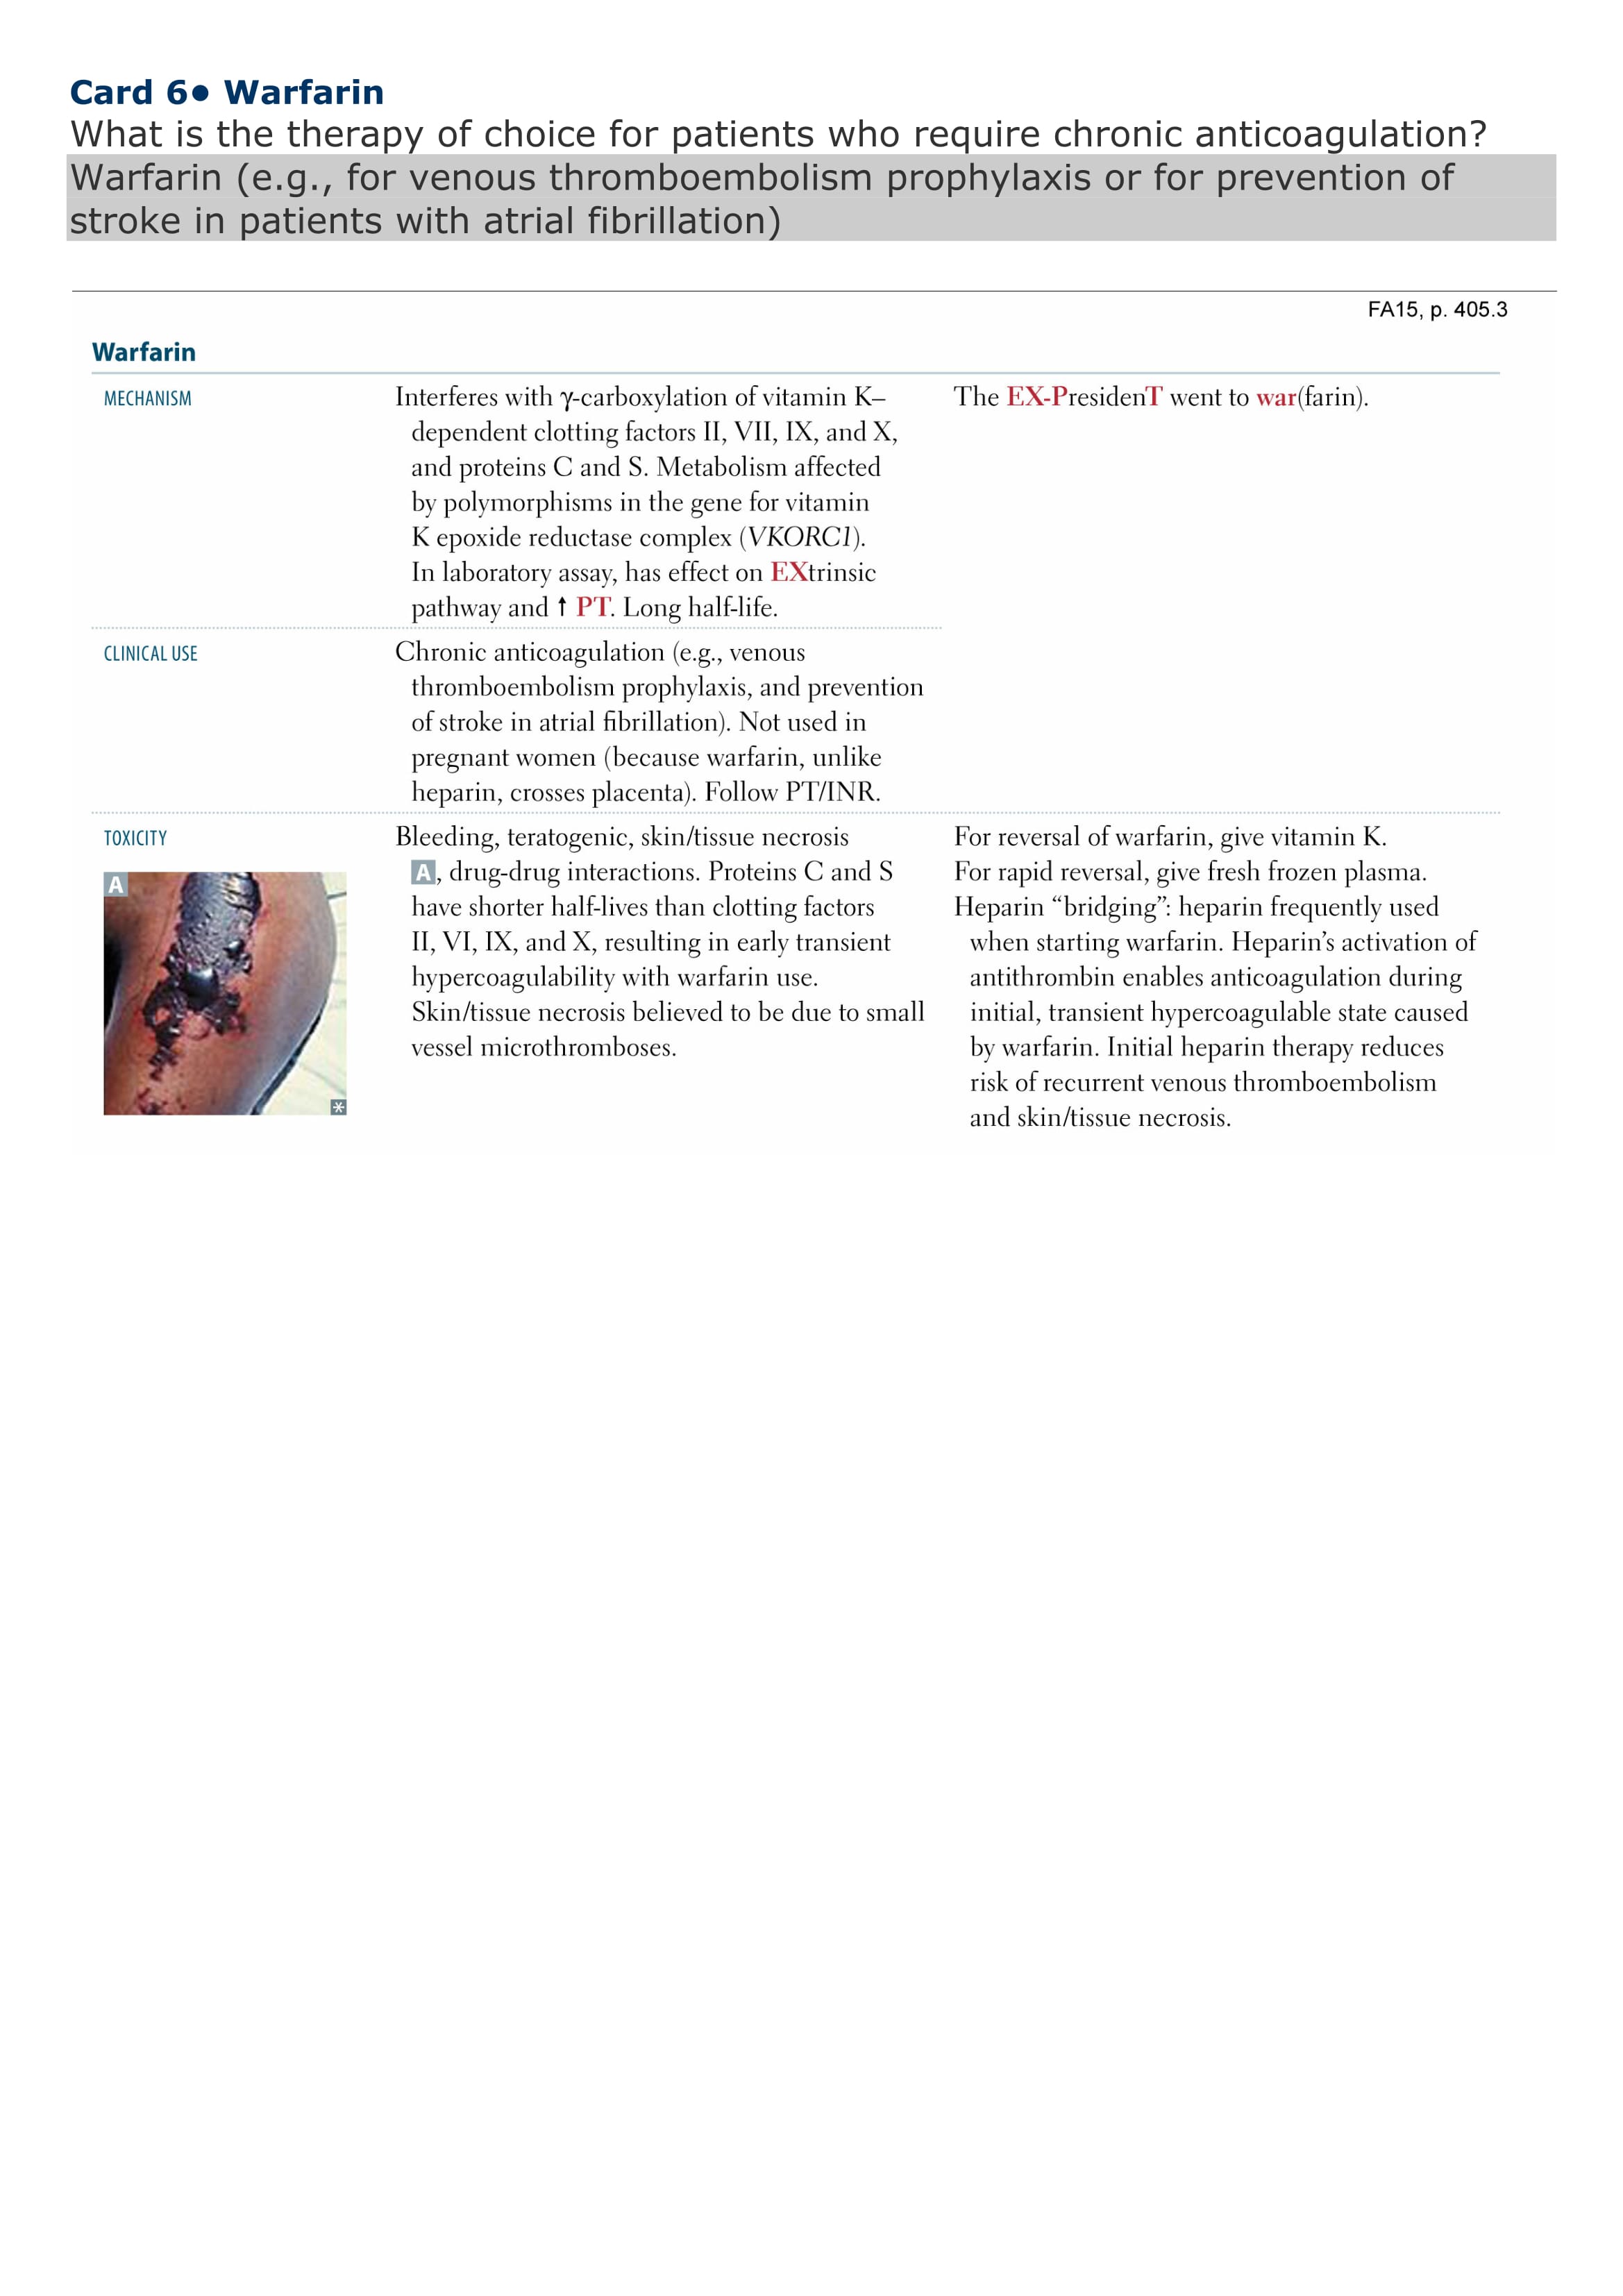 Card 6● Warfarin
What is the therapy of choice for patients who require chronic anticoagulation?
Warfarin (e.g., for venous thromboembolism prophylaxis or for prevention of
stroke in patients with atrial fibrillation)
FA15, p. 405.3
Warfarin
MECHANISM
Interferes with γ-carboxylation of vitamin K–
dependent clotting factors II, VII, IX, and X,
and proteins C and S. Metabolism affected
by polymorphisms in the gene for vitamin
K epoxide reductase complex (VKORC1).
In laboratory assay, has effect on EXtrinsic
pathway and ↑ PT. Long half-life.
The EX-PresidenT went to war(farin).
CLINICAL USE
Chronic anticoagulation (e.g., venous
thromboembolism prophylaxis, and prevention
of stroke in atrial fibrillation). Not used in
pregnant women (because warfarin, unlike
heparin, crosses placenta). Follow PT/INR.
TOXICITY
A
*
Bleeding, teratogenic, skin/tissue necrosis
A, drug-drug interactions. Proteins C and S
have shorter half-lives than clotting factors
II, VI, IX, and X, resulting in early transient
hypercoagulability with warfarin use.
Skin/tissue necrosis believed to be due to small
vessel microthromboses.
For reversal of warfarin, give vitamin K.
For rapid reversal, give fresh frozen plasma.
Heparin “bridging”: heparin frequently used
when starting warfarin. Heparin’s activation of
antithrombin enables anticoagulation during
initial, transient hypercoagulable state caused
by warfarin. Initial heparin therapy reduces
risk of recurrent venous thromboembolism
and skin/tissue necrosis.